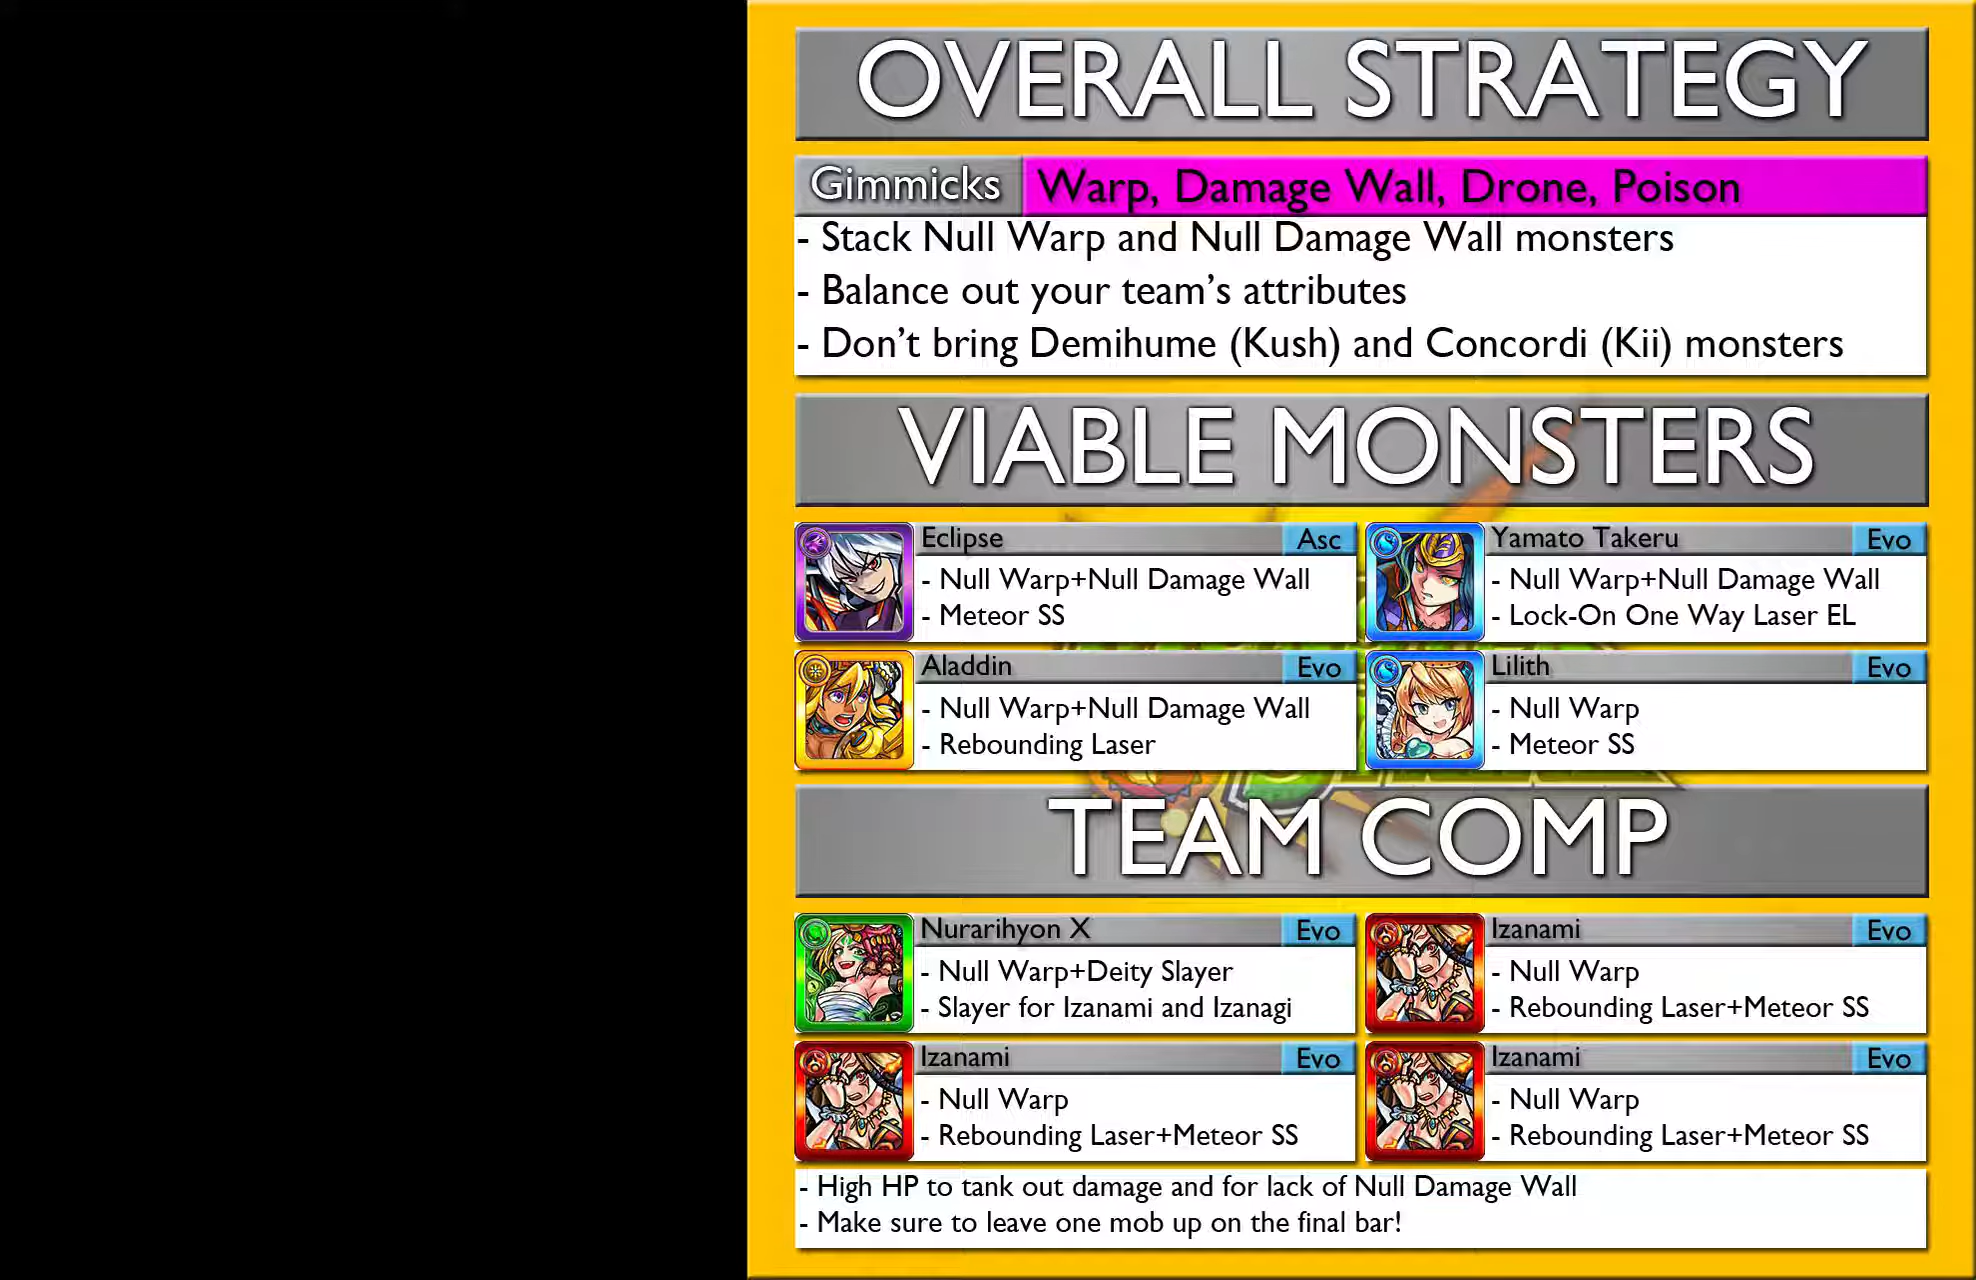 OVERALL STRATEGY
Gimmicks
Warp, Damage Wall, Drone, Poison
- Stack Null Warp and Null Damage Wall monsters
- Balance out your team's attributes
- Don't bring Demihume (Kush) and Concordi (Kii) monsters
VIABLE MONSTERS
Eclipse
Asc
- Null Warp+Null Damage Wall
- Meteor SS
Yamato Takeru
Evo
- Null Warp+Null Damage Wall
- Lock-On One Way Laser EL
Aladdin
Evo
- Null Warp+Null Damage Wall
- Rebounding Laser
Lilith
Evo
- Null Warp
- Meteor SS
TEAM COMP
Nurarihyon X
Evo
- Null Warp+Deity Slayer
- Slayer for Izanami and Izanagi
Izanami
Evo
- Null Warp
- Rebounding Laser+Meteor SS
Izanami
Evo
- Null Warp
- Rebounding Laser+Meteor SS
Izanami
Evo
- Null Warp
- Rebounding Laser+Meteor SS
- High HP to tank out damage and for lack of Null Damage Wall
- Make sure to leave one mob up on the final bar!